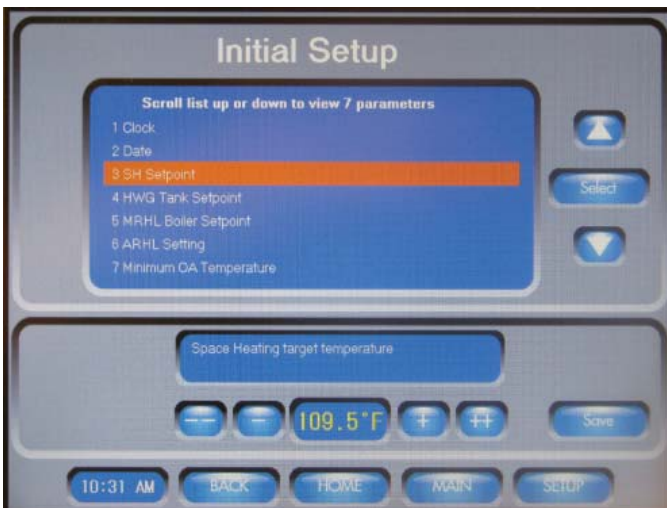 Initial Setup
Scroll list up or down to view 7 parameters
1 Clock
2 Date
3 SH Setpoint
4 HWG Tank Setpoint
5 MRHL Boiler Setpoint
6 ARHL Setting
7 Minimum OA Temperature
Select
Space Heating target temperature
-- - 109.5°F + ++
Save
10:31 AM BACK HOME MAIN SETUP